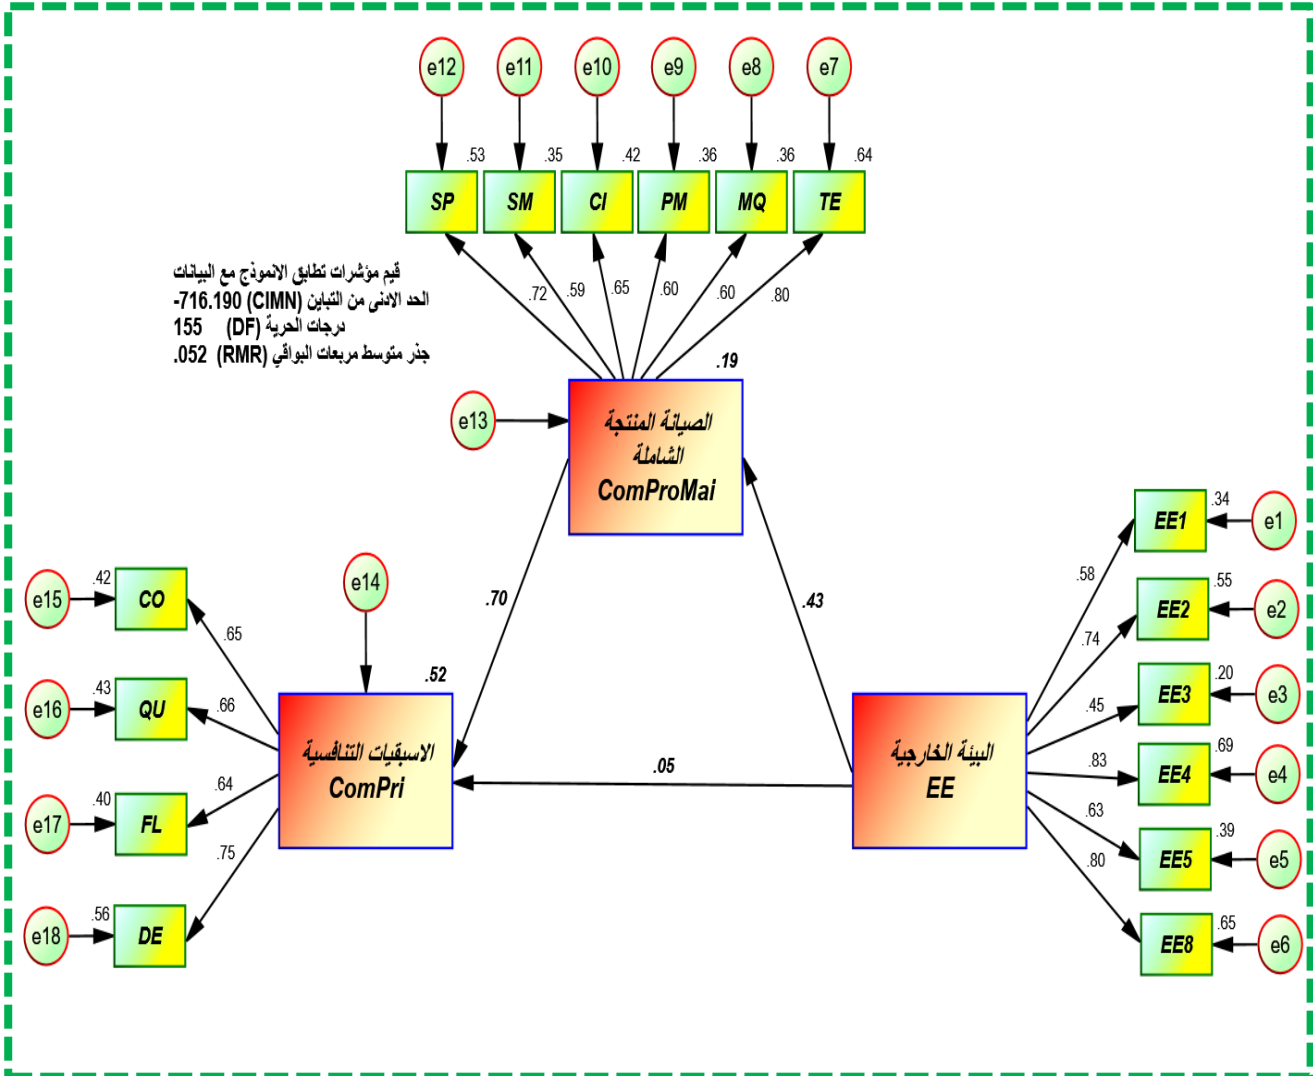 e12 e11 e10 e9 e8 e7
.53 .35 .42 .36 .36 .64
SP SM CI PM MQ TE
قيم مؤشرات تطابق الانموذج مع البيانات
الحد الادنى من التباين (CIMN) 716.190-
درجات الحرية (DF) 155
جذر متوسط مربعات البواقي (RMR) .052
.72 .59 .65 .60 .60 .80
.19
e13
الصيانة المنتجة
الشاملة
ComProMai
.70
.43
.05
e14
.52
الاسبقيات التنافسية
ComPri
البيئة الخارجية
EE
e15 .42 CO .65
e16 .43 QU .66
e17 .40 FL .64
e18 .56 DE .75
.58 EE1 .34 e1
.74 EE2 .55 e2
.45 EE3 .20 e3
.83 EE4 .69 e4
.63 EE5 .39 e5
.80 EE8 .65 e6